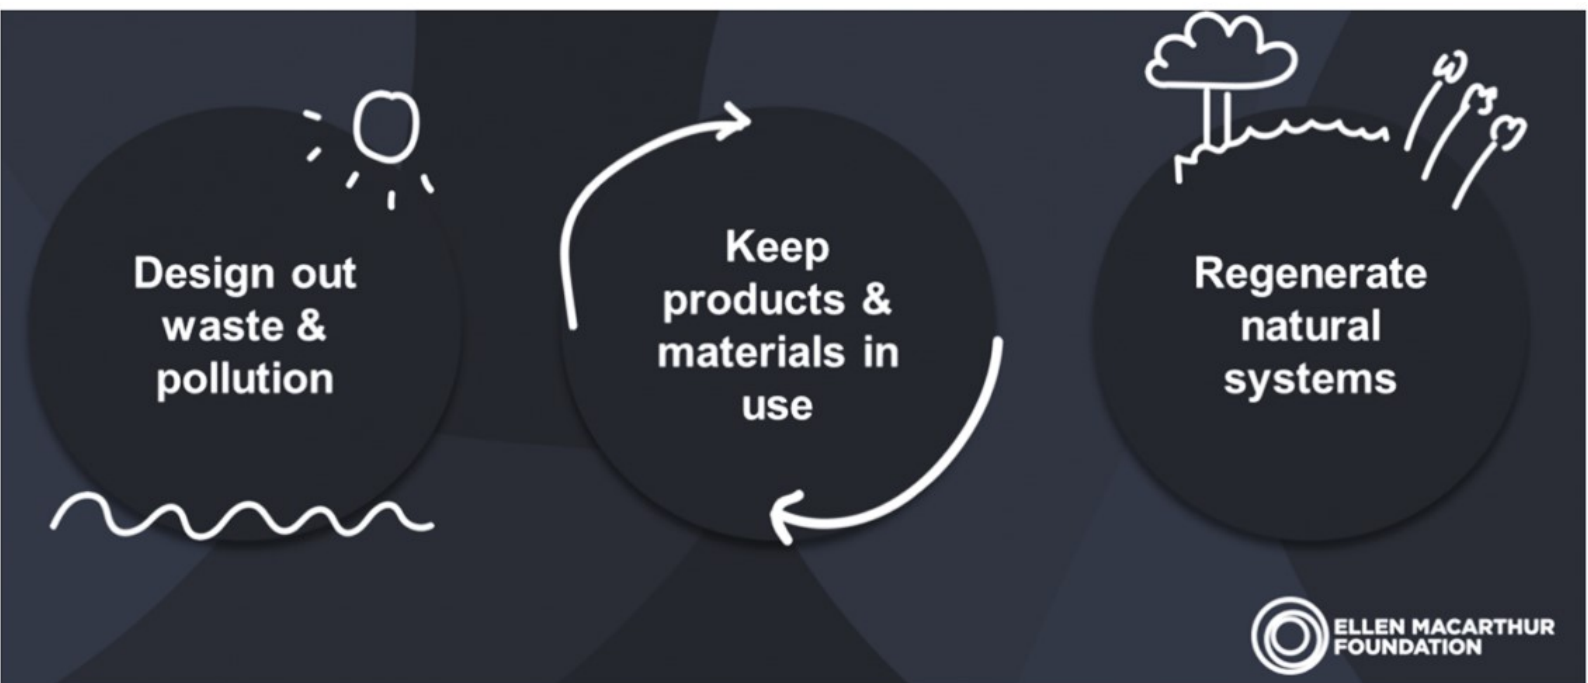 Design out
waste &
pollution
Keep
products &
materials in
use
Regenerate
natural
systems
ELLEN MACARTHUR
FOUNDATION